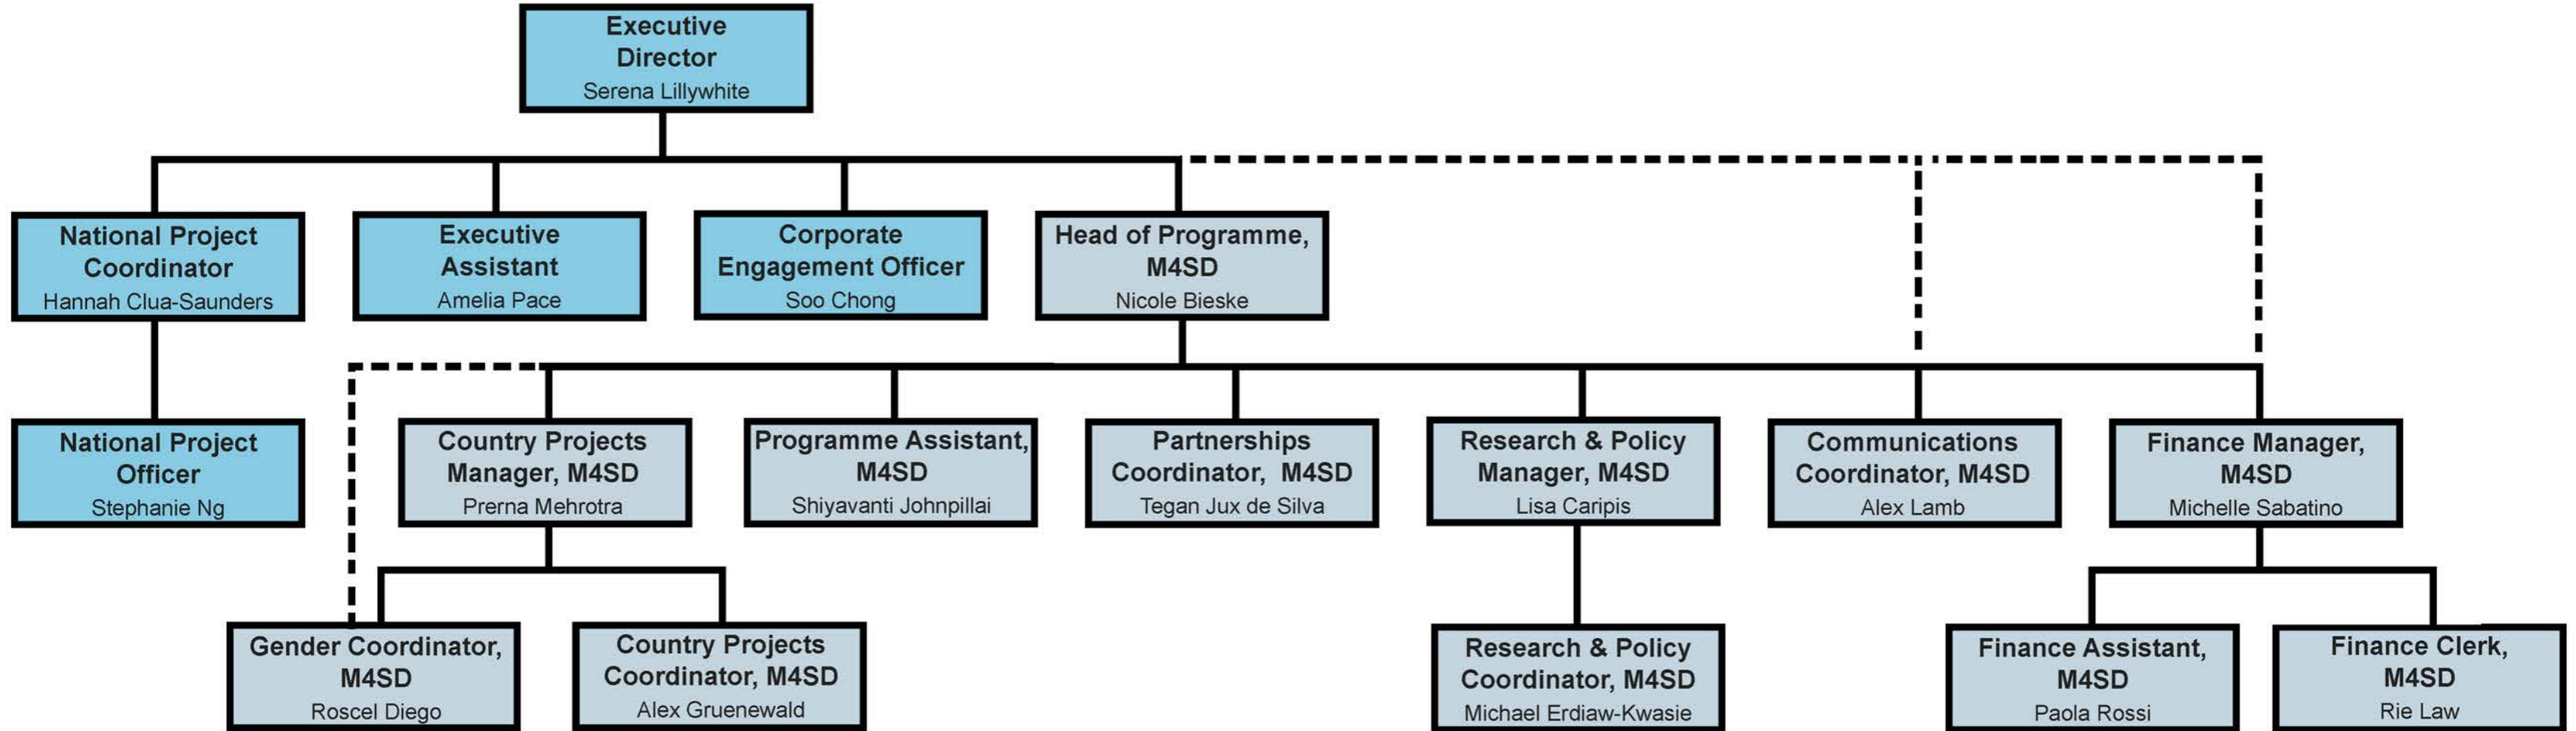 Executive
Director
Serena Lillywhite
National Project
Coordinator
Hannah Clua-Saunders
Executive
Assistant
Amelia Pace
Corporate
Engagement Officer
Soo Chong
Head of Programme,
M4SD
Nicole Bieske
National Project
Officer
Stephanie Ng
Country Projects
Manager, M4SD
Prerna Mehrotra
Programme Assistant,
M4SD
Shiyavanti Johnpillai
Partnerships
Coordinator, M4SD
Tegan Jux de Silva
Research & Policy
Manager, M4SD
Lisa Caripis
Communications
Coordinator, M4SD
Alex Lamb
Finance Manager,
M4SD
Michelle Sabatino
Gender Coordinator,
M4SD
Roscel Diego
Country Projects
Coordinator, M4SD
Alex Gruenewald
Research & Policy
Coordinator, M4SD
Michael Erdiaw-Kwasie
Finance Assistant,
M4SD
Paola Rossi
Finance Clerk,
M4SD
Rie Law